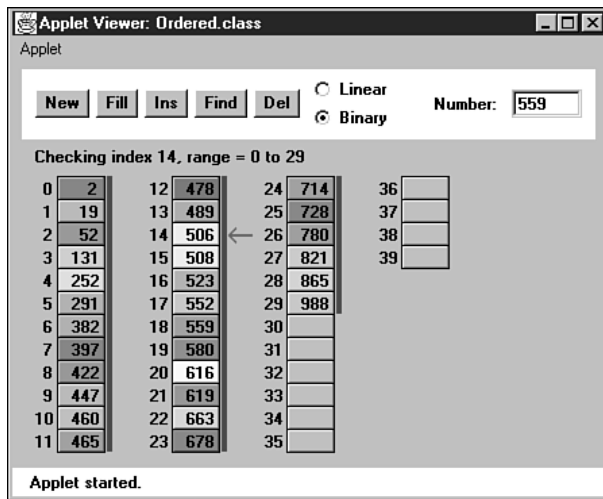 Applet Viewer: Ordered.class
Applet
New Fill Ins Find Del Linear Binary Number: 559
Checking index 14, range = 0 to 29
0 2 12 478 24 714 36
1 19 13 489 25 728 37
2 52 14 506 26 780 38
3 131 15 508 27 821 39
4 252 16 523 28 865
5 291 17 552 29 988
6 382 18 559 30
7 397 19 580 31
8 422 20 616 32
9 447 21 619 33
10 460 22 663 34
11 465 23 678 35
Applet started.